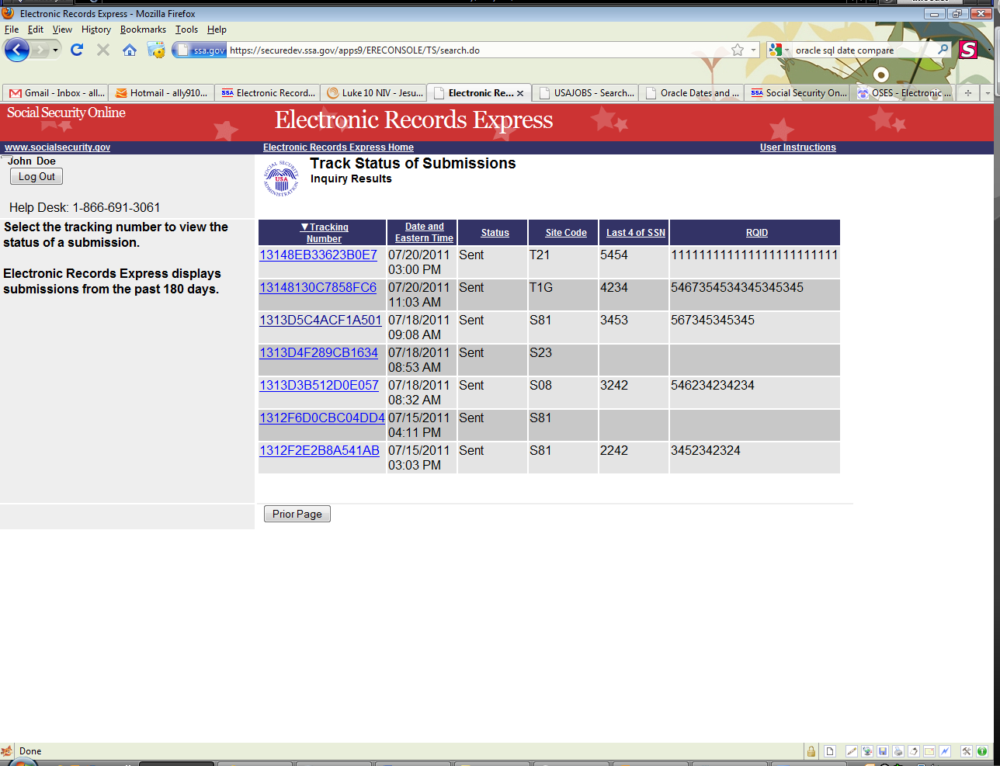 Electronic Records Express - Mozilla Firefox
File Edit View History Bookmarks Tools Help
ssa.gov https://securedev.ssa.gov/apps9/ERECONSOLE/TS/search.do
oracle sql date compare
S
Gmail - Inbox - all... Hotmail - ally910... SSA Electronic Record... Luke 10 NIV - Jesu... Electronic Re... USAJOBS - Search... Oracle Dates and ... SSA Social Security On... OSES - Electronic ...
Social Security Online
Electronic Records Express
www.socialsecurity.gov Electronic Records Express Home User Instructions
John Doe
Log Out
Help Desk: 1-866-691-3061
Select the tracking number to view the
status of a submission.
Electronic Records Express displays
submissions from the past 180 days.
SOCIAL SECURITY
USA
ADMINISTRATION
Track Status of Submissions
Inquiry Results
▼Tracking Number Date and Eastern Time Status Site Code Last 4 of SSN RQID
13148EB33623B0E7 07/20/2011 Sent T21 5454 11111111111111111111111
03:00 PM
13148130C7858FC6 07/20/2011 Sent T1G 4234 5467354534345345345
11:03 AM
1313D5C4ACF1A501 07/18/2011 Sent S81 3453 567345345345
09:08 AM
1313D4F289CB1634 07/18/2011 Sent S23
08:53 AM
1313D3B512D0E057 07/18/2011 Sent S08 3242 546234234234
08:32 AM
1312F6D0CBC04DD4 07/15/2011 Sent S81
04:11 PM
1312F2E2B8A541AB 07/15/2011 Sent S81 2242 3452342324
03:03 PM
Prior Page
Done